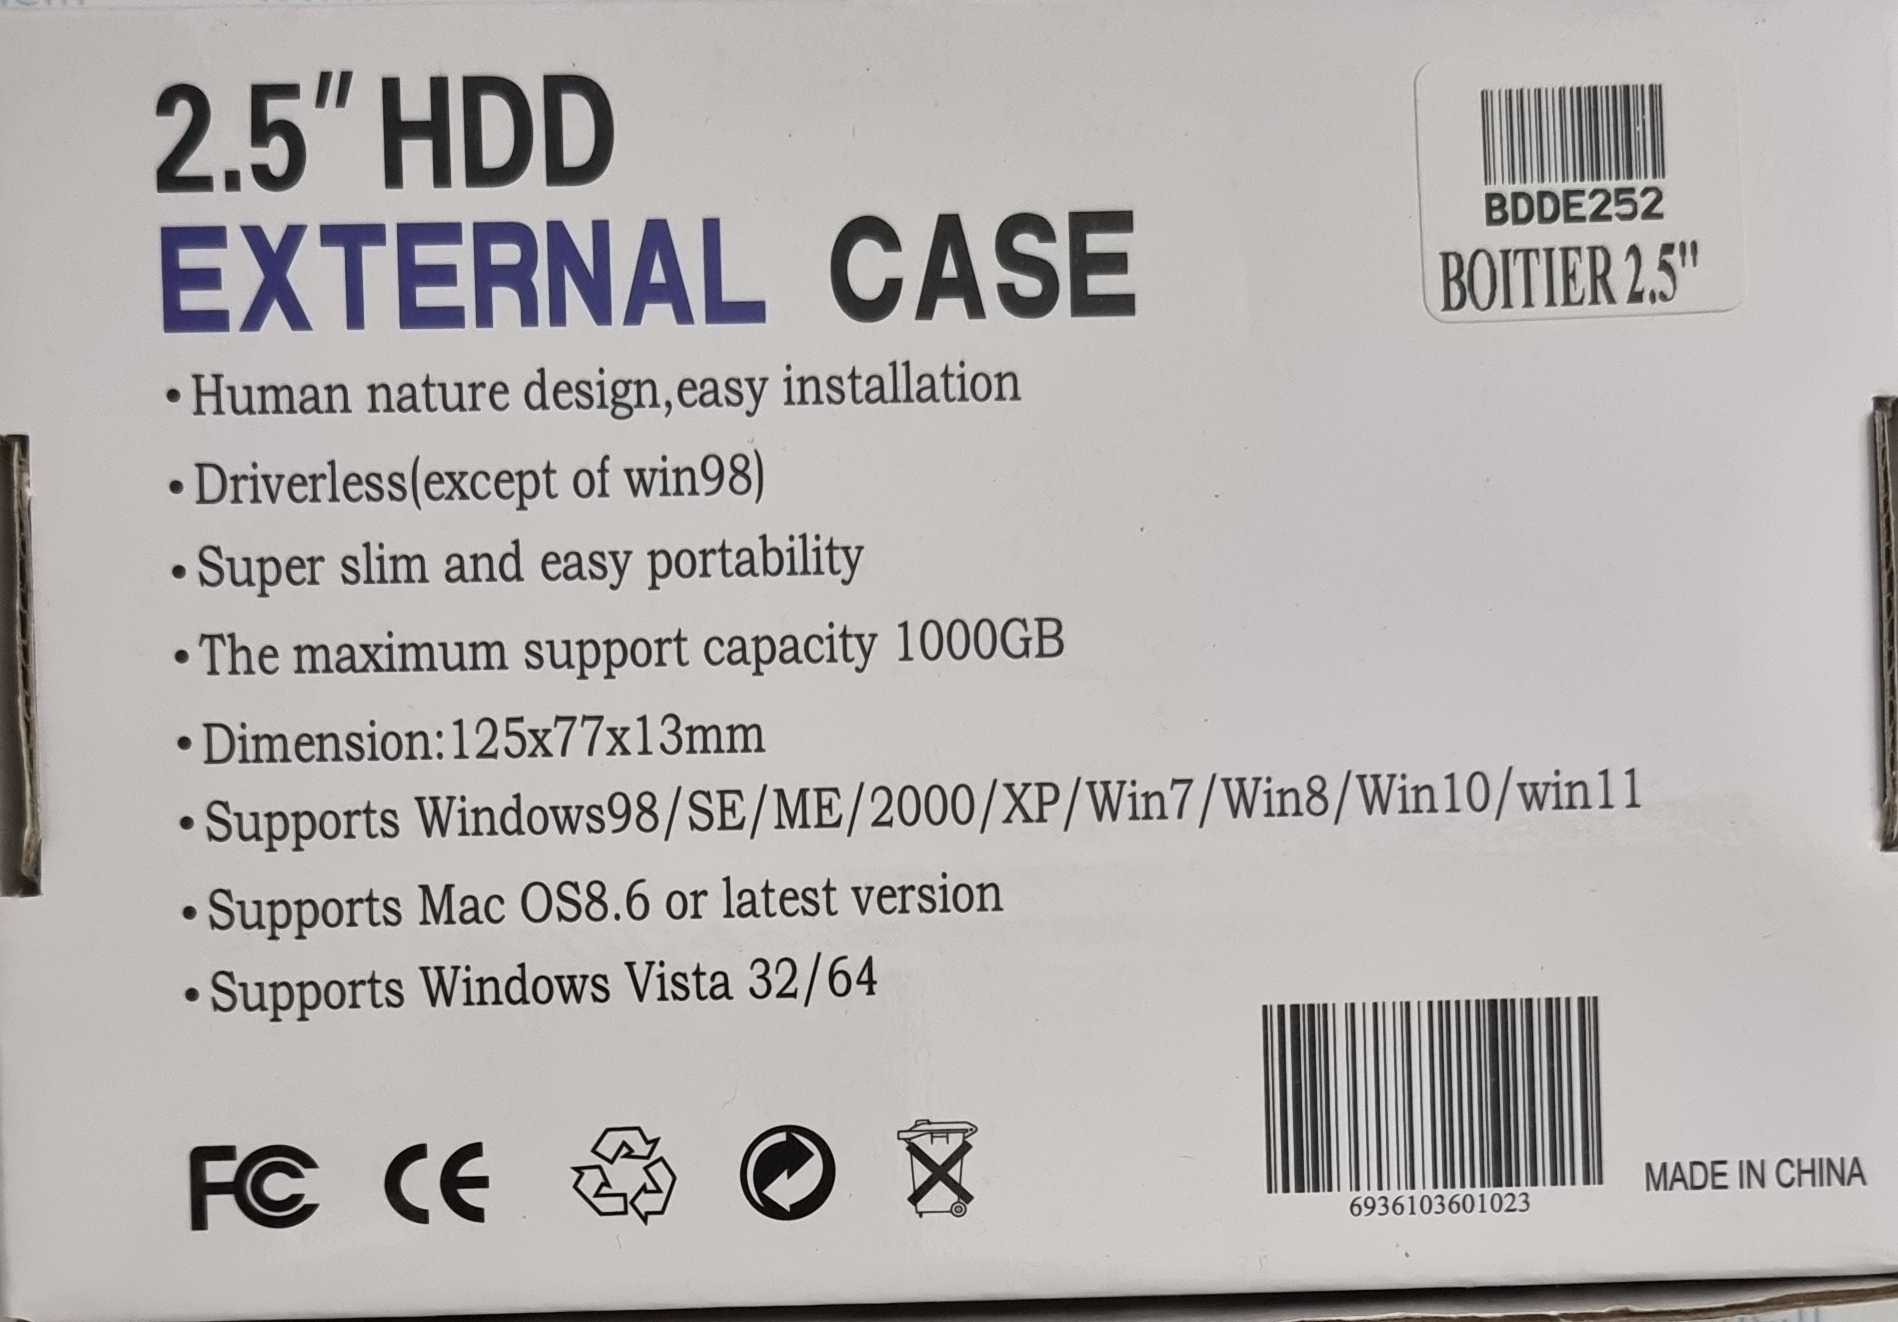 2.5" HDD
EXTERNAL CASE
BDDE252
BOITIER 2.5"
•Human nature design,easy installation
•Driverless(except of win98)
•Super slim and easy portability
•The maximum support capacity 1000GB
•Dimension:125x77x13mm
•Supports Windows98/SE/ME/2000/XP/Win7/Win8/Win10/win11
•Supports Mac OS8.6 or latest version
•Supports Windows Vista 32/64
FC CE
6936103601023
MADE IN CHINA